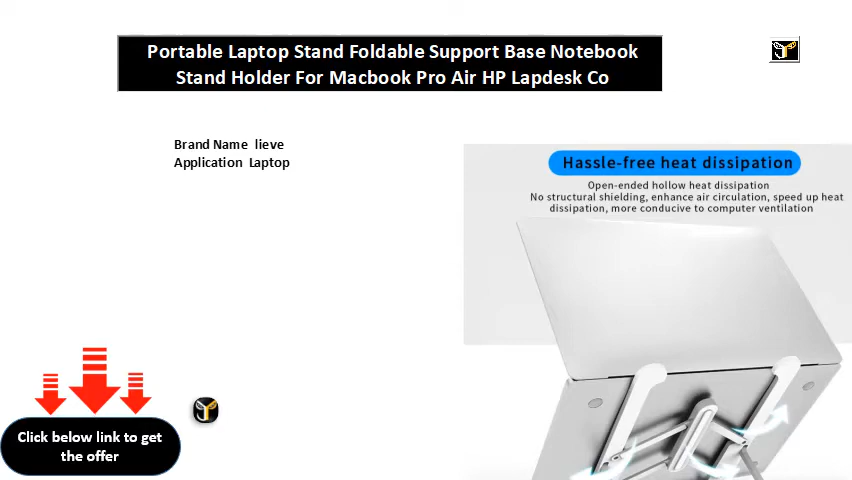 Portable Laptop Stand Foldable Support Base Notebook
Stand Holder For Macbook Pro Air HP Lapdesk Co
Brand Name lieve
Application Laptop
Hassle-free heat dissipation
Open-ended hollow heat dissipation
No structural shielding, enhance air circulation, speed up heat
dissipation, more conducive to computer ventilation
Click below link to get
the offer